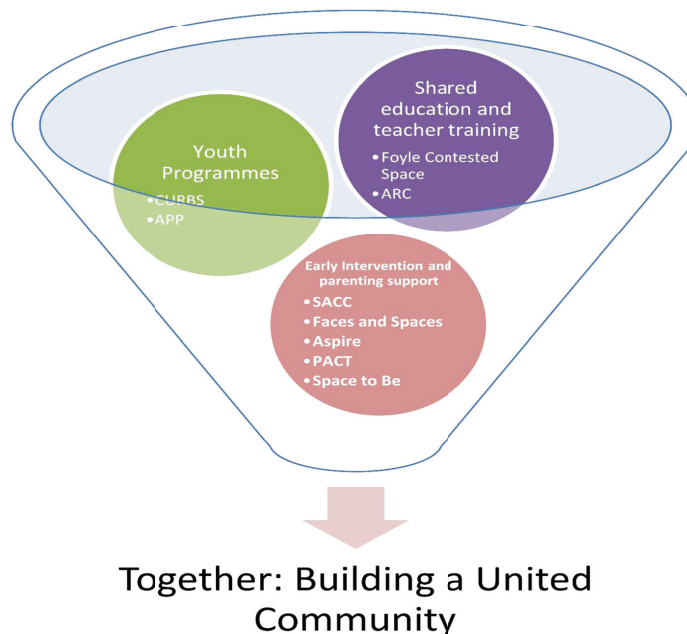 Shared
education and
teacher training
•Foyle Contested
Space
•ARC
Youth
Programmes
•CURBS
•APP
Early Intervention and
parenting support
•SACC
•Faces and Spaces
•Aspire
•PACT
•Space to Be
Together: Building a United
Community